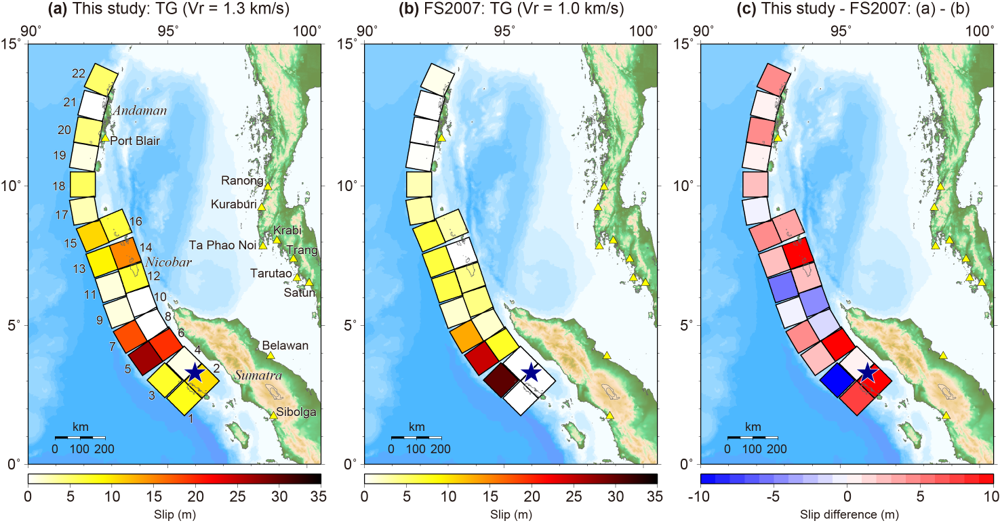 (a) This study: TG (Vr = 1.3 km/s)
90° 95° 100°
15°
10°
5°
0°
22
21
Andaman
20
Port Blair
19
18
Ranong
17
Kuraburi
16
Krabi
15
14
Ta Phao Noi
Trang
13
Nicobar
12
Tarutao
11
10
Satun
9
8
7
6
Belawan
5
4
2
Sumatra
3
1
Sibolga
km
0 100 200
0 5 10 15 20 25 30 35
Slip (m)
(b) FS2007: TG (Vr = 1.0 km/s)
90° 95° 100°
15°
10°
5°
0°
km
0 100 200
0 5 10 15 20 25 30 35
Slip (m)
(c) This study - FS2007: (a) - (b)
90° 95° 100°
15°
10°
5°
0°
km
0 100 200
-10 -5 0 5 10
Slip difference (m)